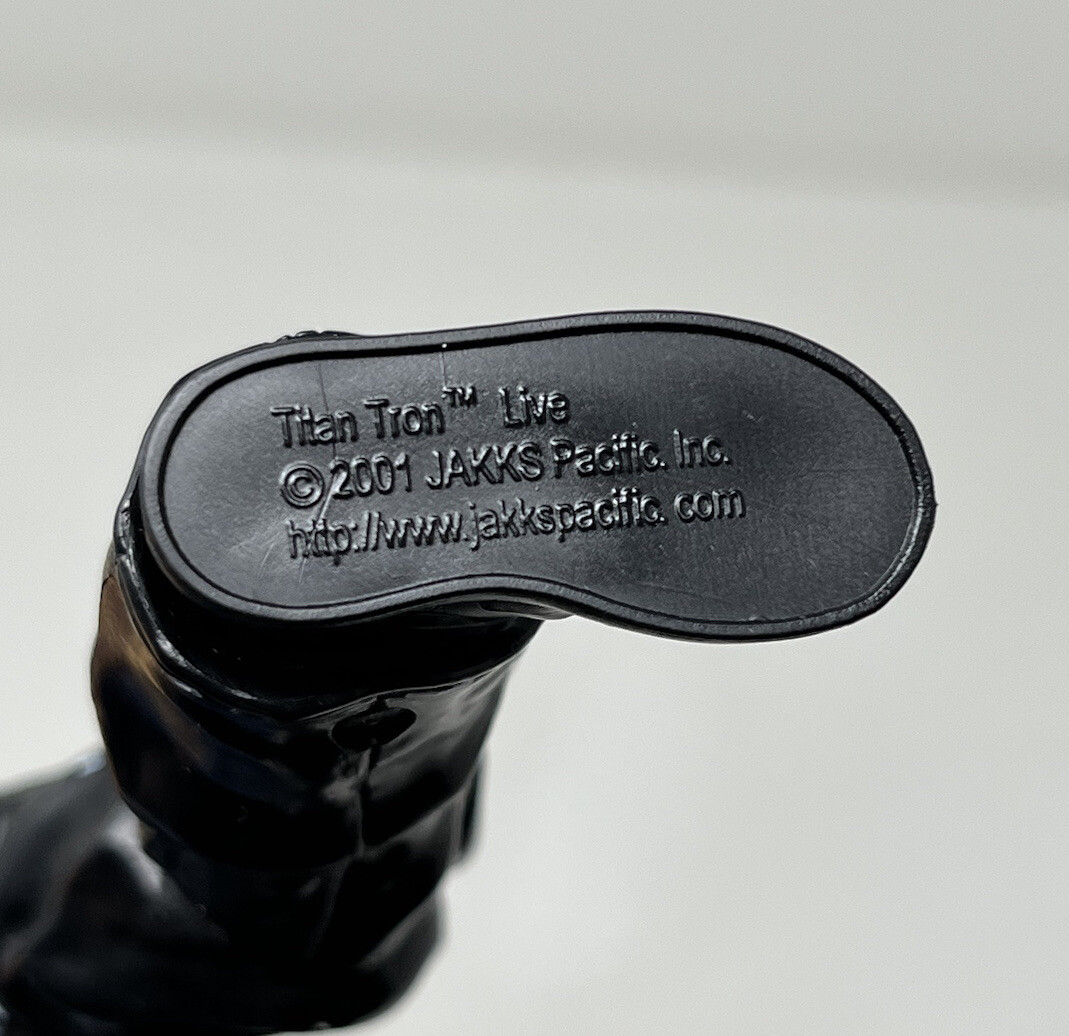 Titan Tron™ Live
© 2001 JAKKS Pacific. Inc.
http://www.jakkspacific. com